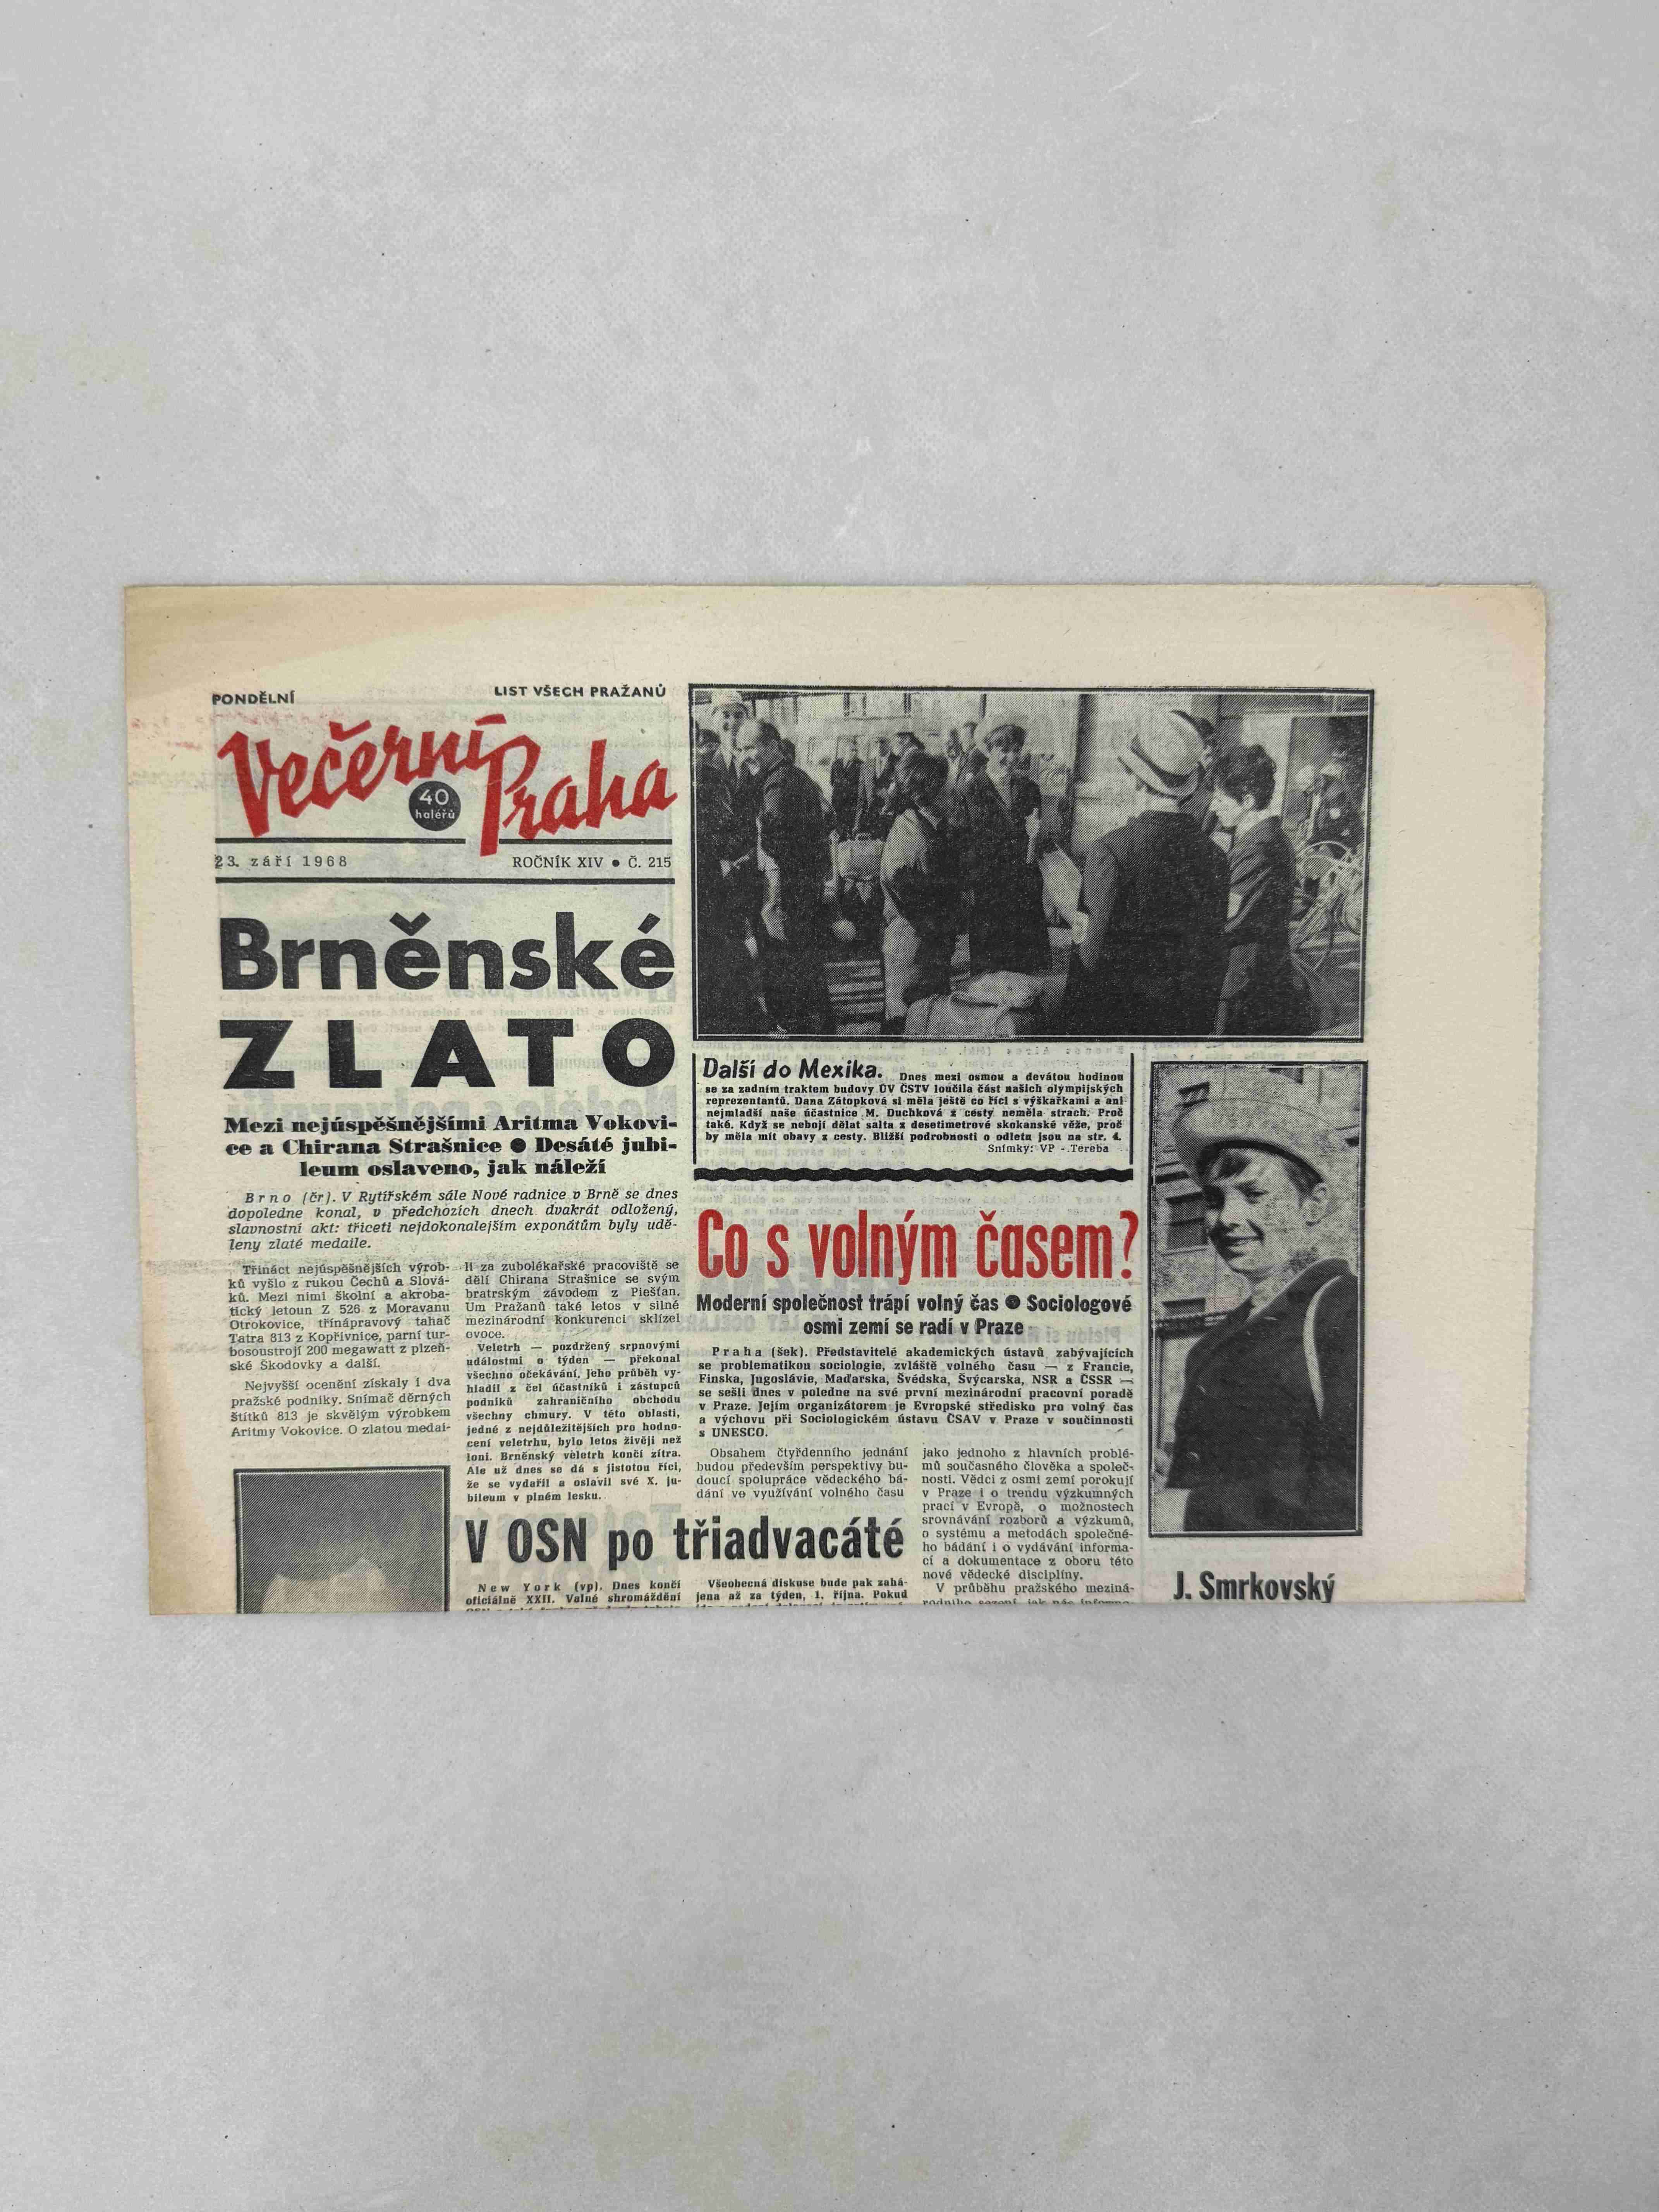 PONDĚLNÍ
LIST VŠECH PRAŽANŮ
Večerní
Praha
40
haléřů
23. září 1968
ROČNÍK XIV ● Č. 215
Brněnské
ZLATO
Mezi nejúspěšnějšími Aritma Vokovi-
ce a Chirana Strašnice ● Desáté jubi-
leum oslaveno, jak náleží
Brno (čr). V Rytířském sále Nové radnice v Brně se dnes
dopoledne konal, v předchozích dnech dvakrát odložený,
slavnostní akt: třiceti nejdokonalejším exponátům byly udě-
leny zlaté medaile.
Třináct nejúspěšnějších výrob-
ků vyšlo z rukou Čechů a Slová-
ků. Mezi nimi školní a akroba-
tický letoun Z 526 z Moravanu
Otrokovice, třínápravový tahač
Tatra 813 z Kopřivnice, parní tur-
bosoustrojí 200 megawatt z plzeň-
ské Škodovky a další.
Nejvyšší ocenění získaly i dva
pražské podniky. Snímač děrných
štítků 813 je skvělým výrobkem
Aritmy Vokovice. O zlatou medai-
li za zubolékařské pracoviště se
dělí Chirana Strašnice se svým
bratrským závodem z Piešťan.
Um Pražanů také letos v silné
mezinárodní konkurenci sklízel
ovoce.
Veletrh — pozdržený srpnovými
událostmi o týden — překonal
všechno očekávání. Jeho průběh vy-
hladil z čel účastníků i zástupců
podniků zahraničního obchodu
všechny chmury. V této oblasti,
jedné z nejdůležitějších pro hodno-
cení veletrhu, bylo letos živěji než
loni. Brněnský veletrh končí zítra.
Ale už dnes se dá s jistotou říci,
že se vydařil a oslavil své X. ju-
bileum v plném lesku.
Další do Mexika. Dnes mezi osmou a devátou hodinou
se za zadním traktem budovy ÚV ČSTV loučila část našich olympijských
reprezentantů. Dana Zátopková si měla ještě co říci s výškařkami a ani
nejmladší naše účastnice M. Duchková z cesty neměla strach. Proč
také. Když se nebojí dělat salta z desetimetrové skokanské věže, proč
by měla mít obavy z cesty. Bližší podrobnosti o odletu jsou na str. 4.
Snímky: VP - Tereba
Co s volným časem?
Moderní společnost trápí volný čas ● Sociologové
osmi zemí se radí v Praze
Praha (šek). Představitelé akademických ústavů zabývajících
se problematikou sociologie, zvláště volného času — z Francie,
Finska, Jugoslávie, Maďarska, Švédska, Švýcarska, NSR a ČSSR —
se sešli dnes v poledne na své první mezinárodní pracovní poradě
v Praze. Jejím organizátorem je Evropské středisko pro volný čas
a výchovu při Sociologickém ústavu ČSAV v Praze v součinnosti
s UNESCO.
Obsahem čtyřdenního jednání
budou především perspektivy bu-
doucí spolupráce vědeckého bá-
dání ve využívání volného času
jako jednoho z hlavních problé-
mů současného člověka a společ-
nosti. Vědci z osmi zemí porokují
v Praze i o trendu výzkumných
prací v Evropě, o možnostech
srovnávání rozborů a výzkumů,
o systému a metodách společné-
ho bádání i o vydávání informa-
cí a dokumentace z oboru této
nové vědecké disciplíny.
V průběhu pražského meziná-
V OSN po třiadvacáté
New York (vp). Dnes končí
oficiálně XXII. Valné shromáždění
Všeobecná diskuse bude pak zahá-
jena až za týden, 1. října. Pokud
J. Smrkovský